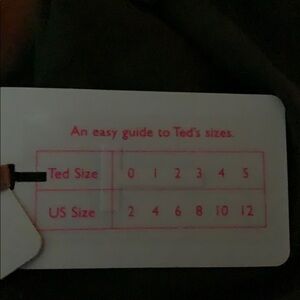 An easy guide to Ted's sizes.
Ted Size 0 1 2 3 4 5
US Size 2 4 6 8 10 12